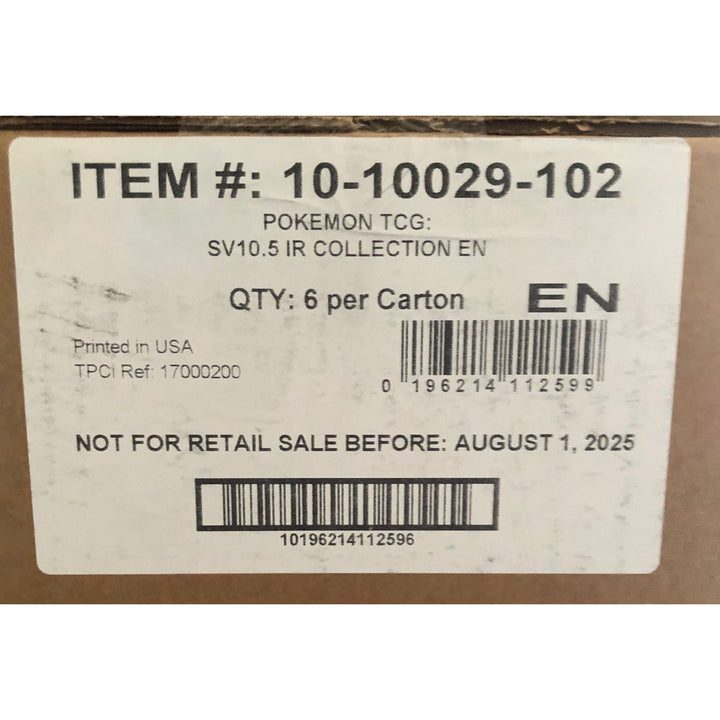 ITEM #: 10-10029-102
POKEMON TCG:
SV10.5 IR COLLECTION EN
QTY: 6 per Carton EN
Printed in USA
TPCi Ref: 17000200
0 196214 112599
NOT FOR RETAIL SALE BEFORE: AUGUST 1, 2025
10196214112596